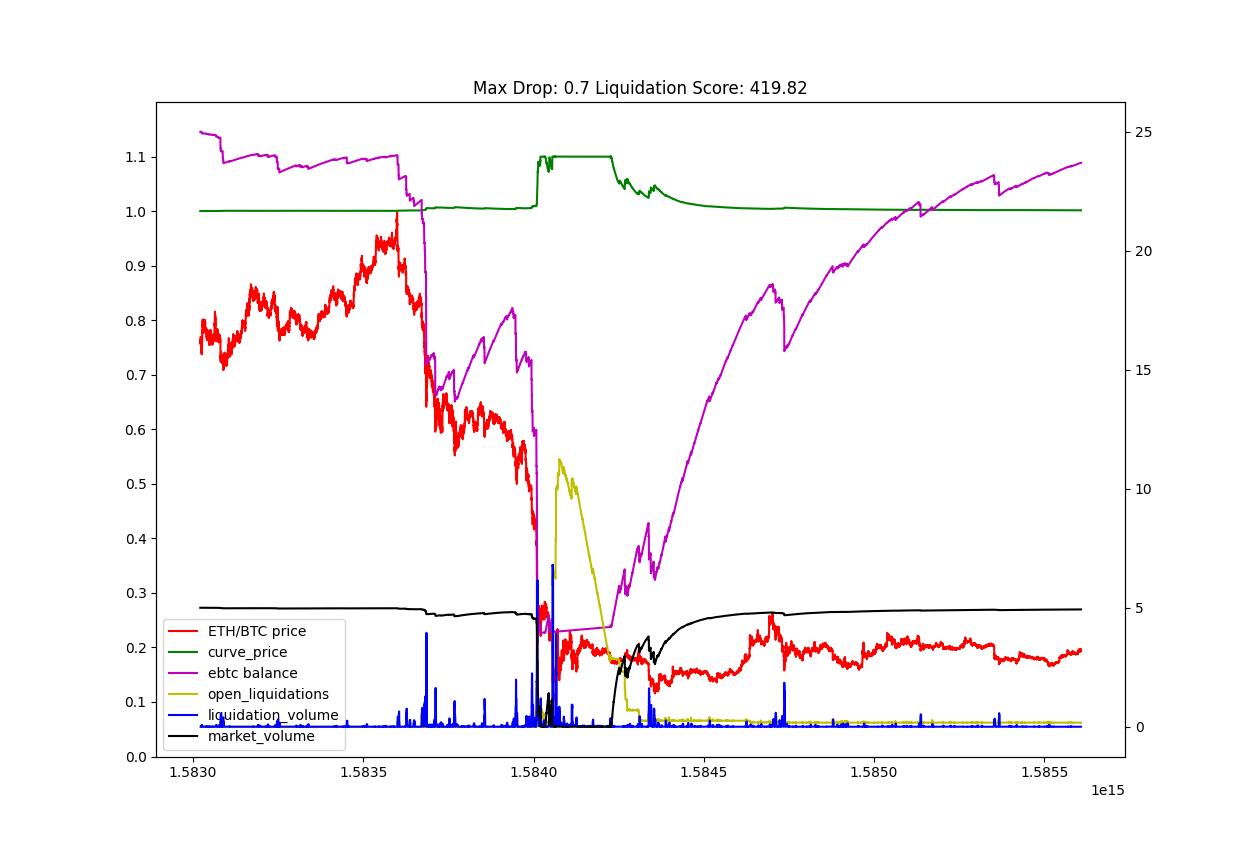 Max Drop: 0.7 Liquidation Score: 419.82
1.1
1.0
0.9
0.8
0.7
0.6
0.5
0.4
0.3
0.2
0.1
0.0
25
20
15
10
5
0
ETH/BTC price
curve_price
ebtc balance
open_liquidations
liquidation_volume
market_volume
1.5830 1.5835 1.5840 1.5845 1.5850 1.5855
1e15